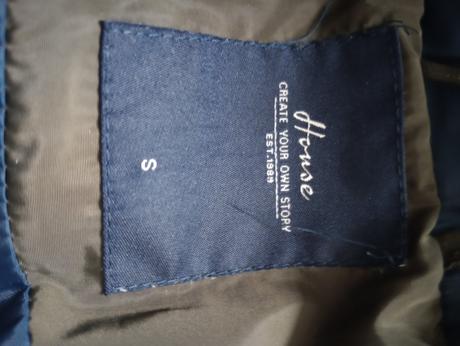 House
CREATE YOUR OWN STORY
EST.1989
S